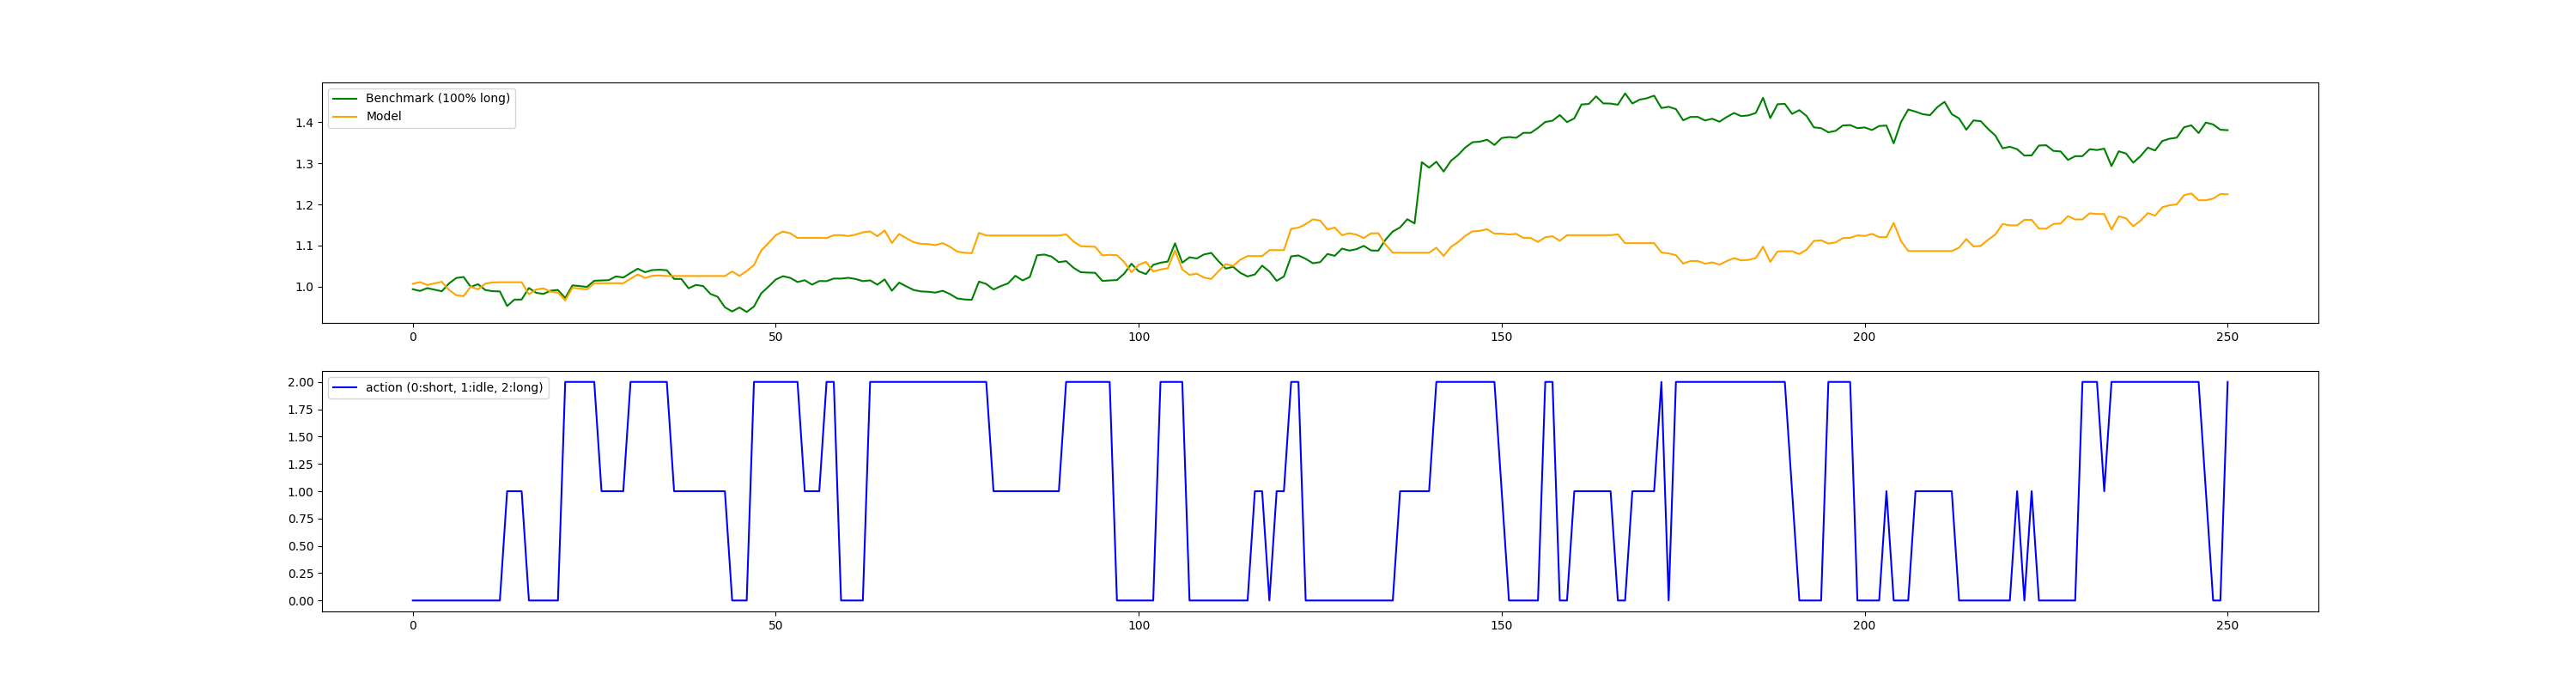 Benchmark (100% long)
Model
1.4
1.3
1.2
1.1
1.0
0 50 100 150 200 250
action (0:short, 1:idle, 2:long)
2.00
1.75
1.50
1.25
1.00
0.75
0.50
0.25
0.00
0 50 100 150 200 250